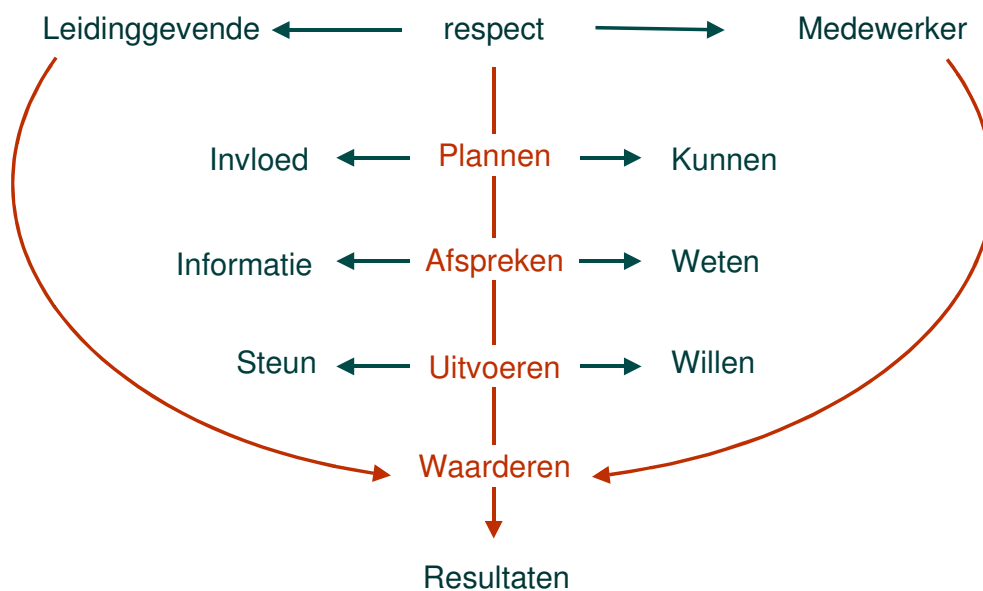 Leidinggevende respect Medewerker
Invloed Plannen Kunnen
Informatie Afspreken Weten
Steun Uitvoeren Willen
Waarderen
Resultaten